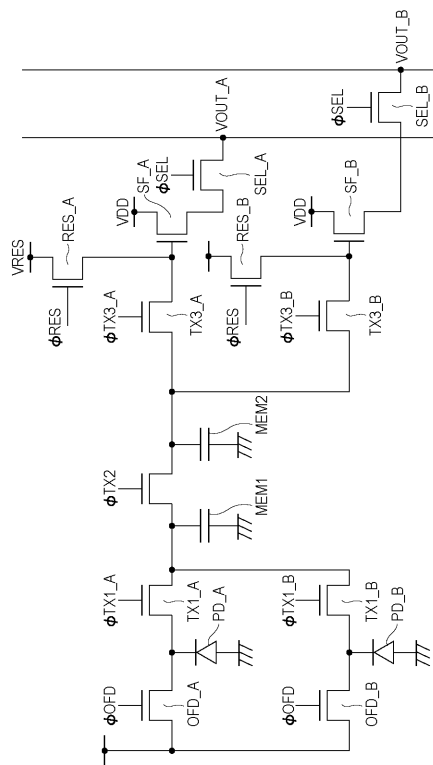 VRES
RES_A
ϕRES
VDD
SF_A
ϕSEL
SEL_A
VOUT_A
ϕTX3_A
TX3_A
RES_B
ϕRES
VDD
SF_B
ϕSEL
SEL_B
VOUT_B
ϕTX3_B
TX3_B
ϕTX2
MEM2
MEM1
ϕTX1_A
TX1_A
PD_A
ϕOFD
OFD_A
ϕTX1_B
TX1_B
PD_B
ϕOFD
OFD_B